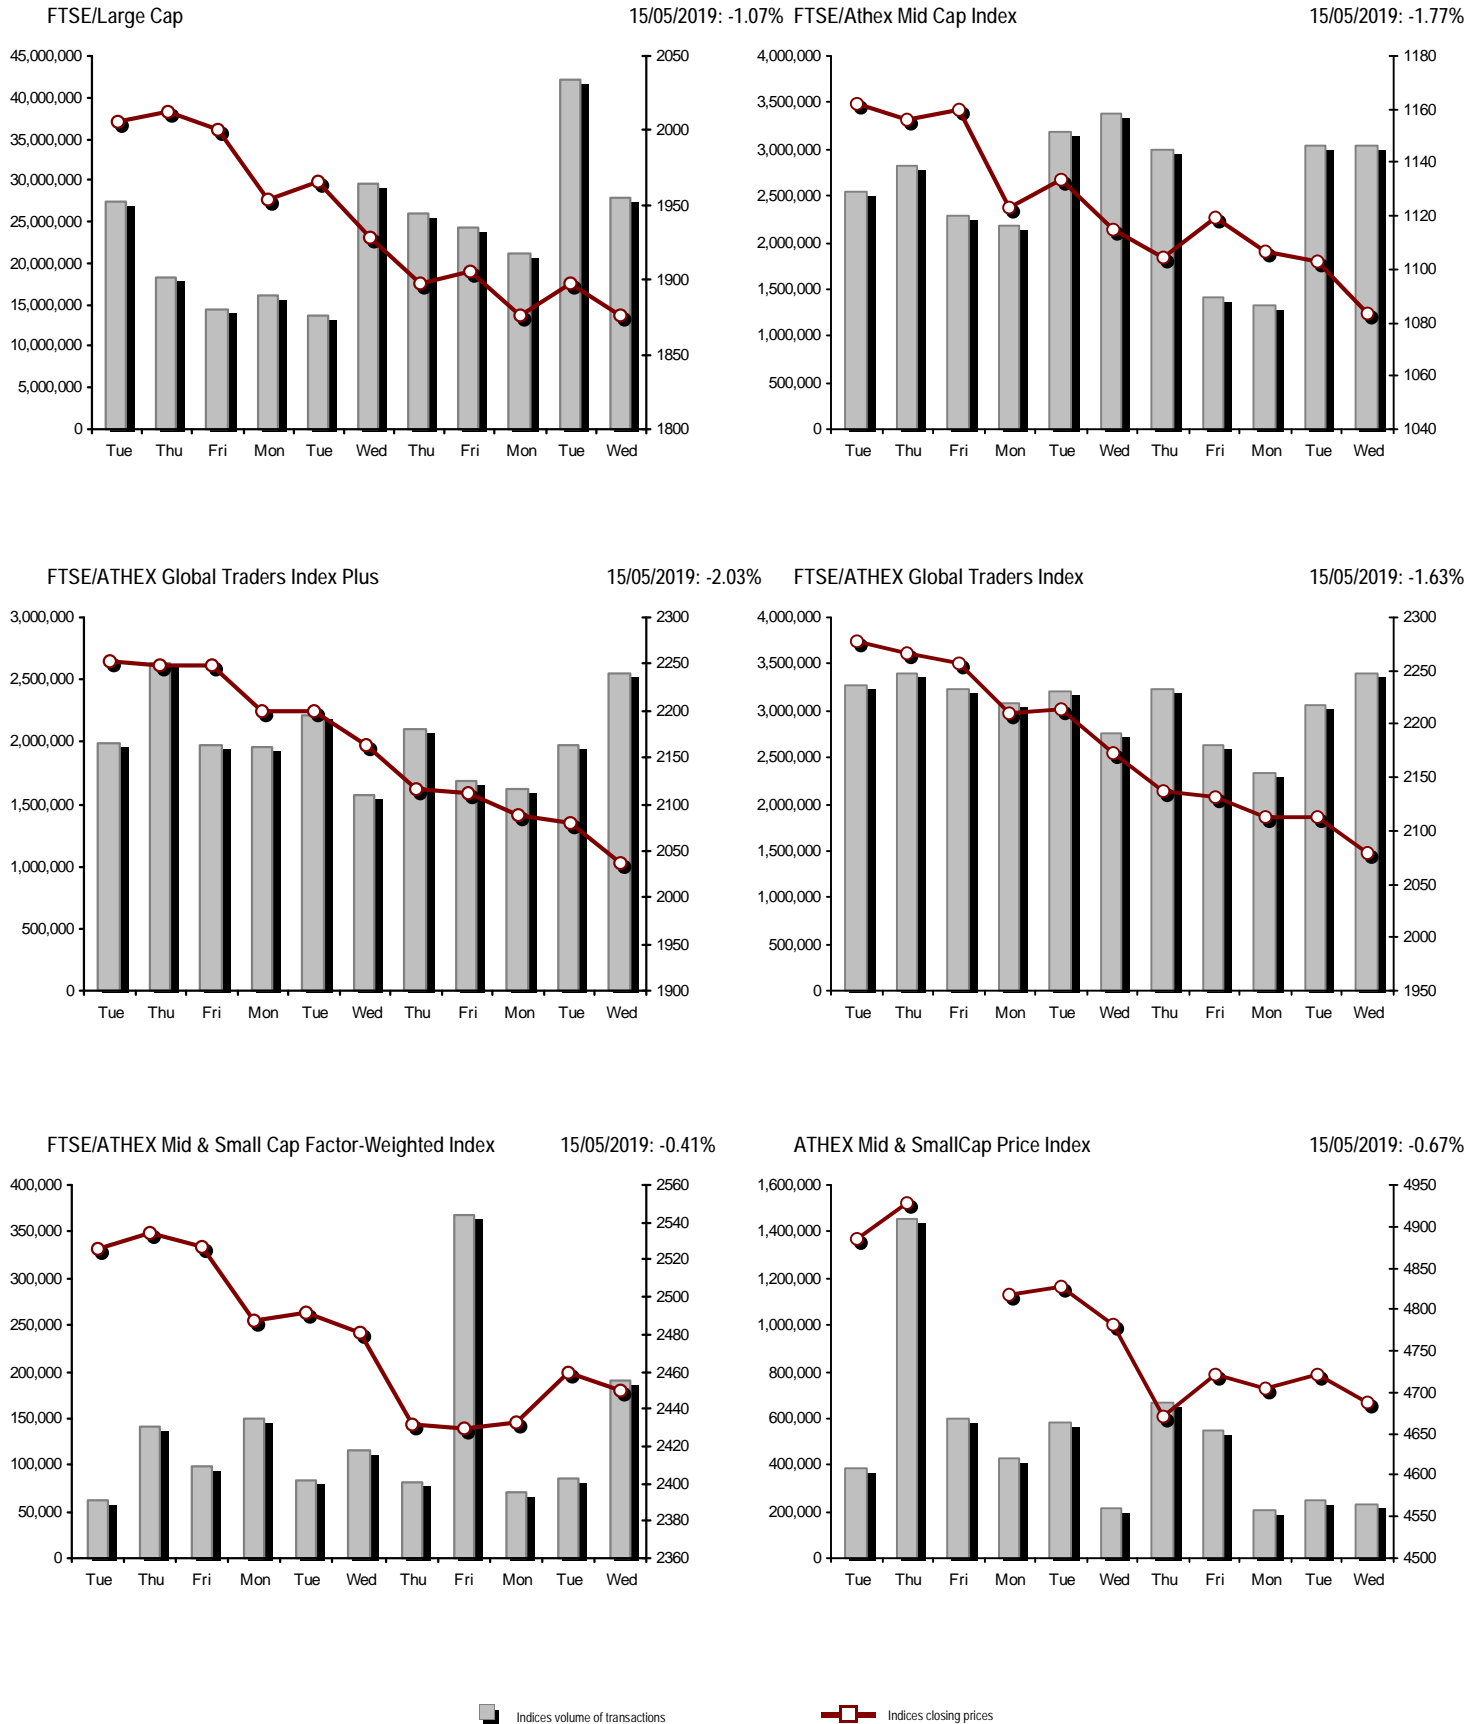 FTSE/Large Cap 15/05/2019: -1.07% FTSE/Athex Mid Cap Index 15/05/2019: -1.77%
45,000,000 2050 4,000,000 1180
40,000,000 3,500,000 1160
35,000,000 2000 3,000,000 1140
30,000,000 2,500,000 1120
25,000,000 1950 2,000,000 1100
20,000,000 1900 1,500,000 1080
15,000,000 1850 1,000,000 1060
10,000,000 500,000
5,000,000
0 1800 0 1040
Tue Thu Fri Mon Tue Wed Thu Fri Mon Tue Wed Tue Thu Fri Mon Tue Wed Thu Fri Mon Tue Wed
FTSE/ATHEX Global Traders Index Plus 15/05/2019: -2.03% FTSE/ATHEX Global Traders Index 15/05/2019: -1.63%
3,000,000 2300 4,000,000 2300
2,500,000 2250 3,500,000 2250
2,000,000 2200 3,000,000 2200
1,500,000 2150 2,500,000 2150
1,000,000 2100 2,000,000 2100
500,000 2050 1,500,000 2050
2000 1,000,000 2000
1950 500,000
0 1900 0 1950
Tue Thu Fri Mon Tue Wed Thu Fri Mon Tue Wed Tue Thu Fri Mon Tue Wed Thu Fri Mon Tue Wed
FTSE/ATHEX Mid & Small Cap Factor-Weighted Index 15/05/2019: -0.41% ATHEX Mid & SmallCap Price Index 15/05/2019: -0.67%
400,000 2560 1,600,000 4950
350,000 2540 1,400,000 4900
300,000 2520 1,200,000 4850
250,000 2500 1,000,000 4800
200,000 2480 800,000 4750
150,000 2460 600,000 4700
100,000 2440 400,000 4650
50,000 2420 200,000 4600
2400 4550
2380
0 2360 0 4500
Tue Thu Fri Mon Tue Wed Thu Fri Mon Tue Wed Tue Thu Fri Mon Tue Wed Thu Fri Mon Tue Wed
Indices volume of transactions Indices closing prices